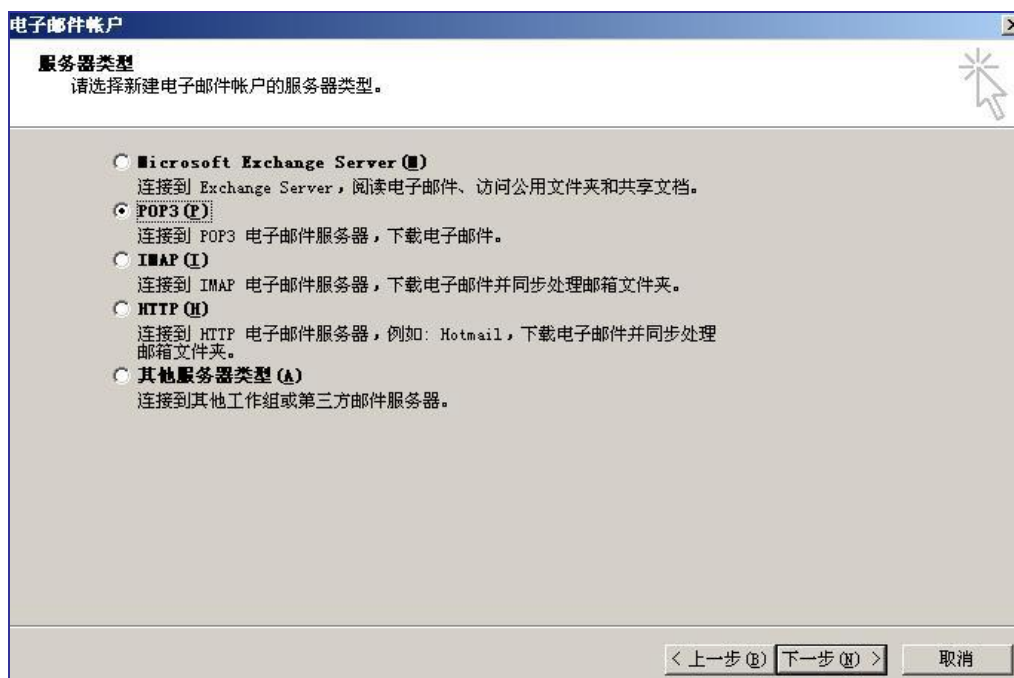 电子邮件帐户
服务器类型
请选择新建电子邮件帐户的服务器类型。
Microsoft Exchange Server(M)
连接到 Exchange Server，阅读电子邮件、访问公用文件夹和共享文档。
POP3(P)
连接到 POP3 电子邮件服务器，下载电子邮件。
IMAP(I)
连接到 IMAP 电子邮件服务器，下载电子邮件并同步处理邮箱文件夹。
HTTP(H)
连接到 HTTP 电子邮件服务器，例如: Hotmail，下载电子邮件并同步处理
邮箱文件夹。
其他服务器类型(A)
连接到其他工作组或第三方邮件服务器。
< 上一步(B) 下一步(N) > 取消